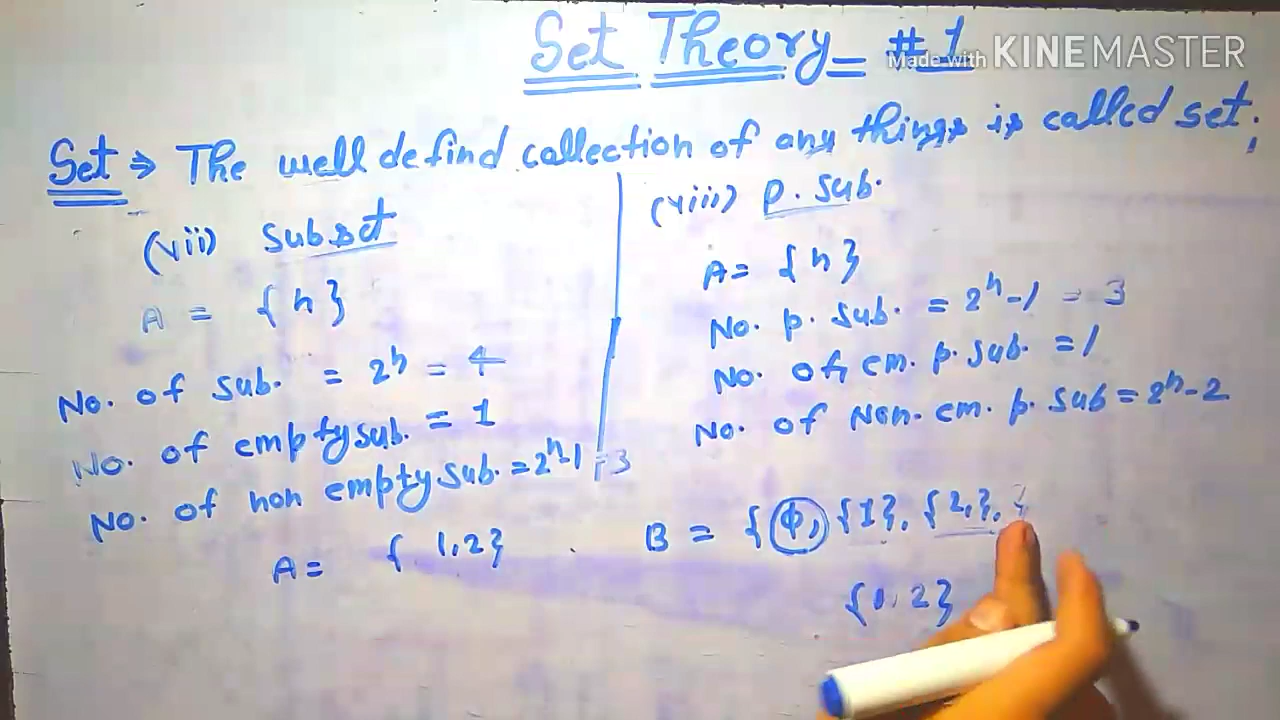 Set Theory #1
Made with KINEMASTER
Set ⇒ The well defind collection of any things is called set.
(vii) subset
A = {n}
No. of sub. = 2ⁿ = 4
No. of empty sub. = 1
No. of non empty sub. = 2ⁿ-1 = 3
A = {1,2}
(viii) p. sub.
A = {n}
No. p. sub. = 2ⁿ-1 = 3
No. of em. p. sub. = 1
No. of Non. em. p. sub = 2ⁿ-2
B = {Φ, {1}, {2,},
{1,2}